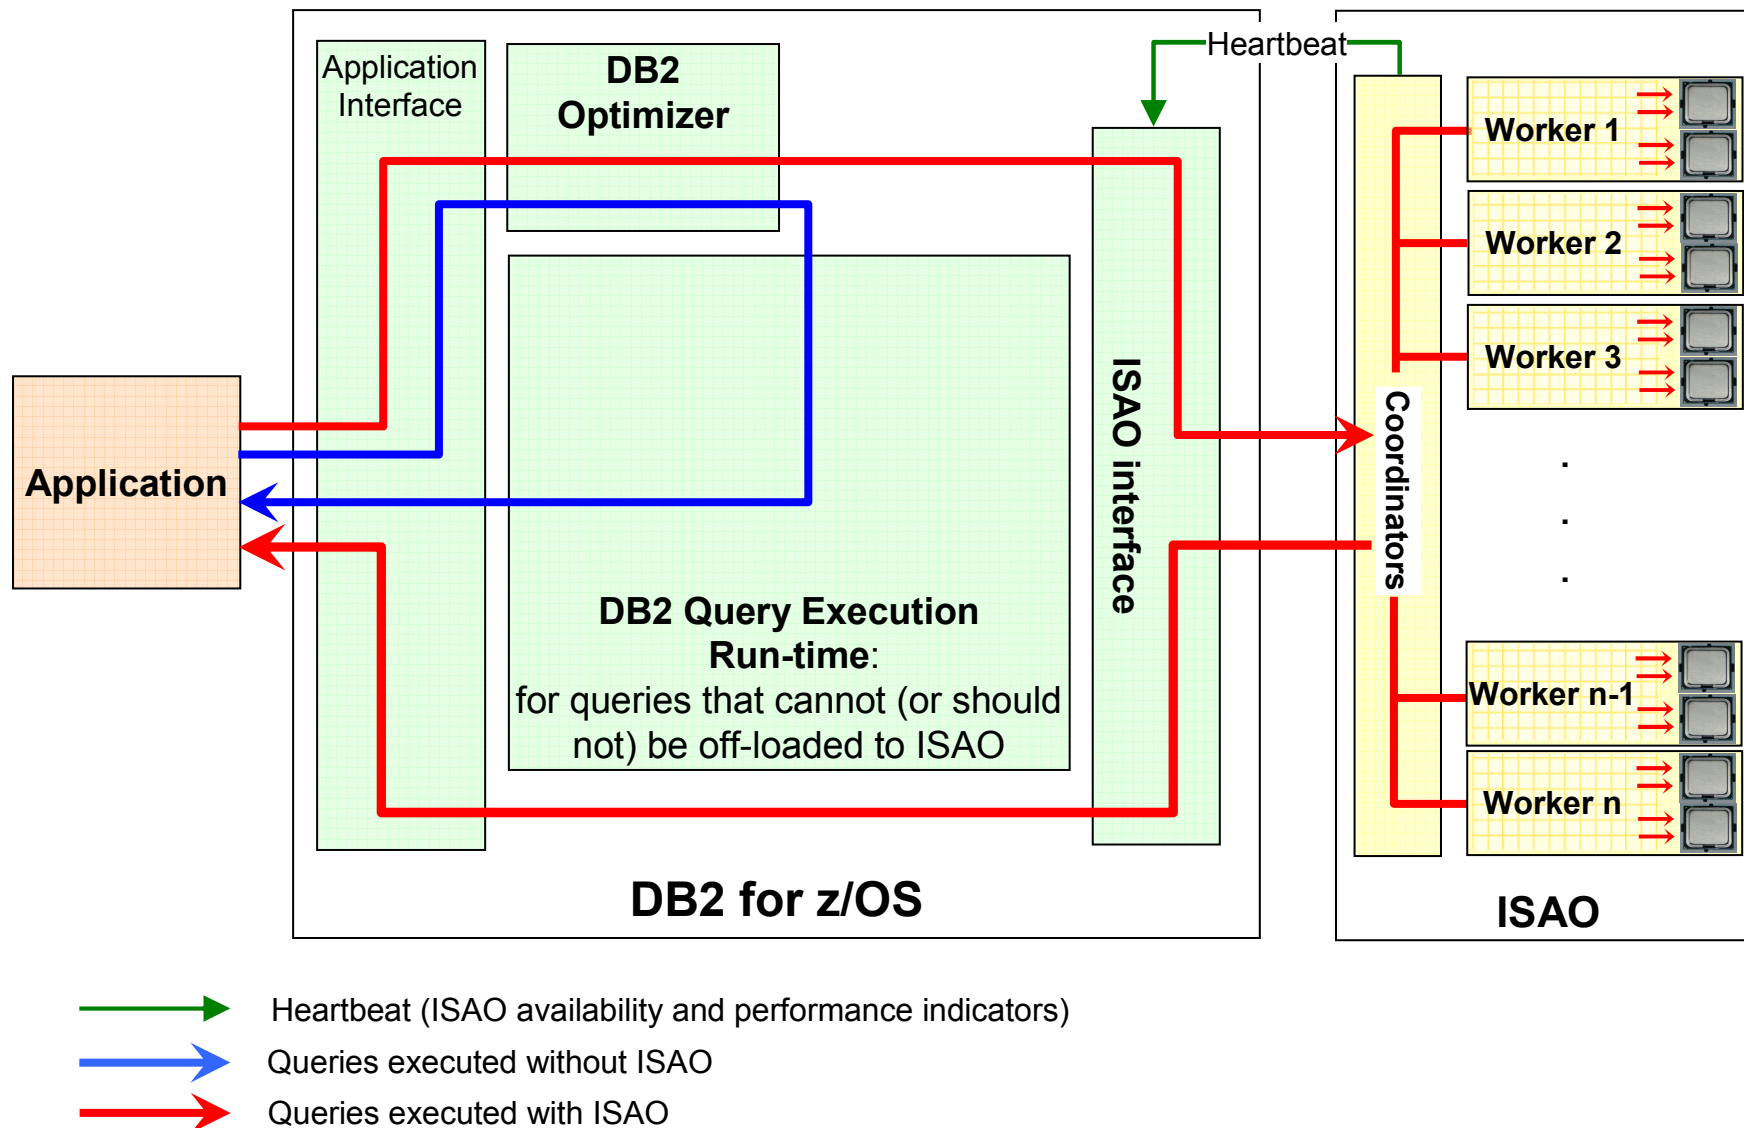 Application
Interface
DB2
Optimizer
Heartbeat
Worker 1
Worker 2
Worker 3
Application
ISAO interface
Coordinators
.
.
.
DB2 Query Execution
Run-time:
for queries that cannot (or should
not) be off-loaded to ISAO
Worker n-1
Worker n
DB2 for z/OS
ISAO
Heartbeat (ISAO availability and performance indicators)
Queries executed without ISAO
Queries executed with ISAO